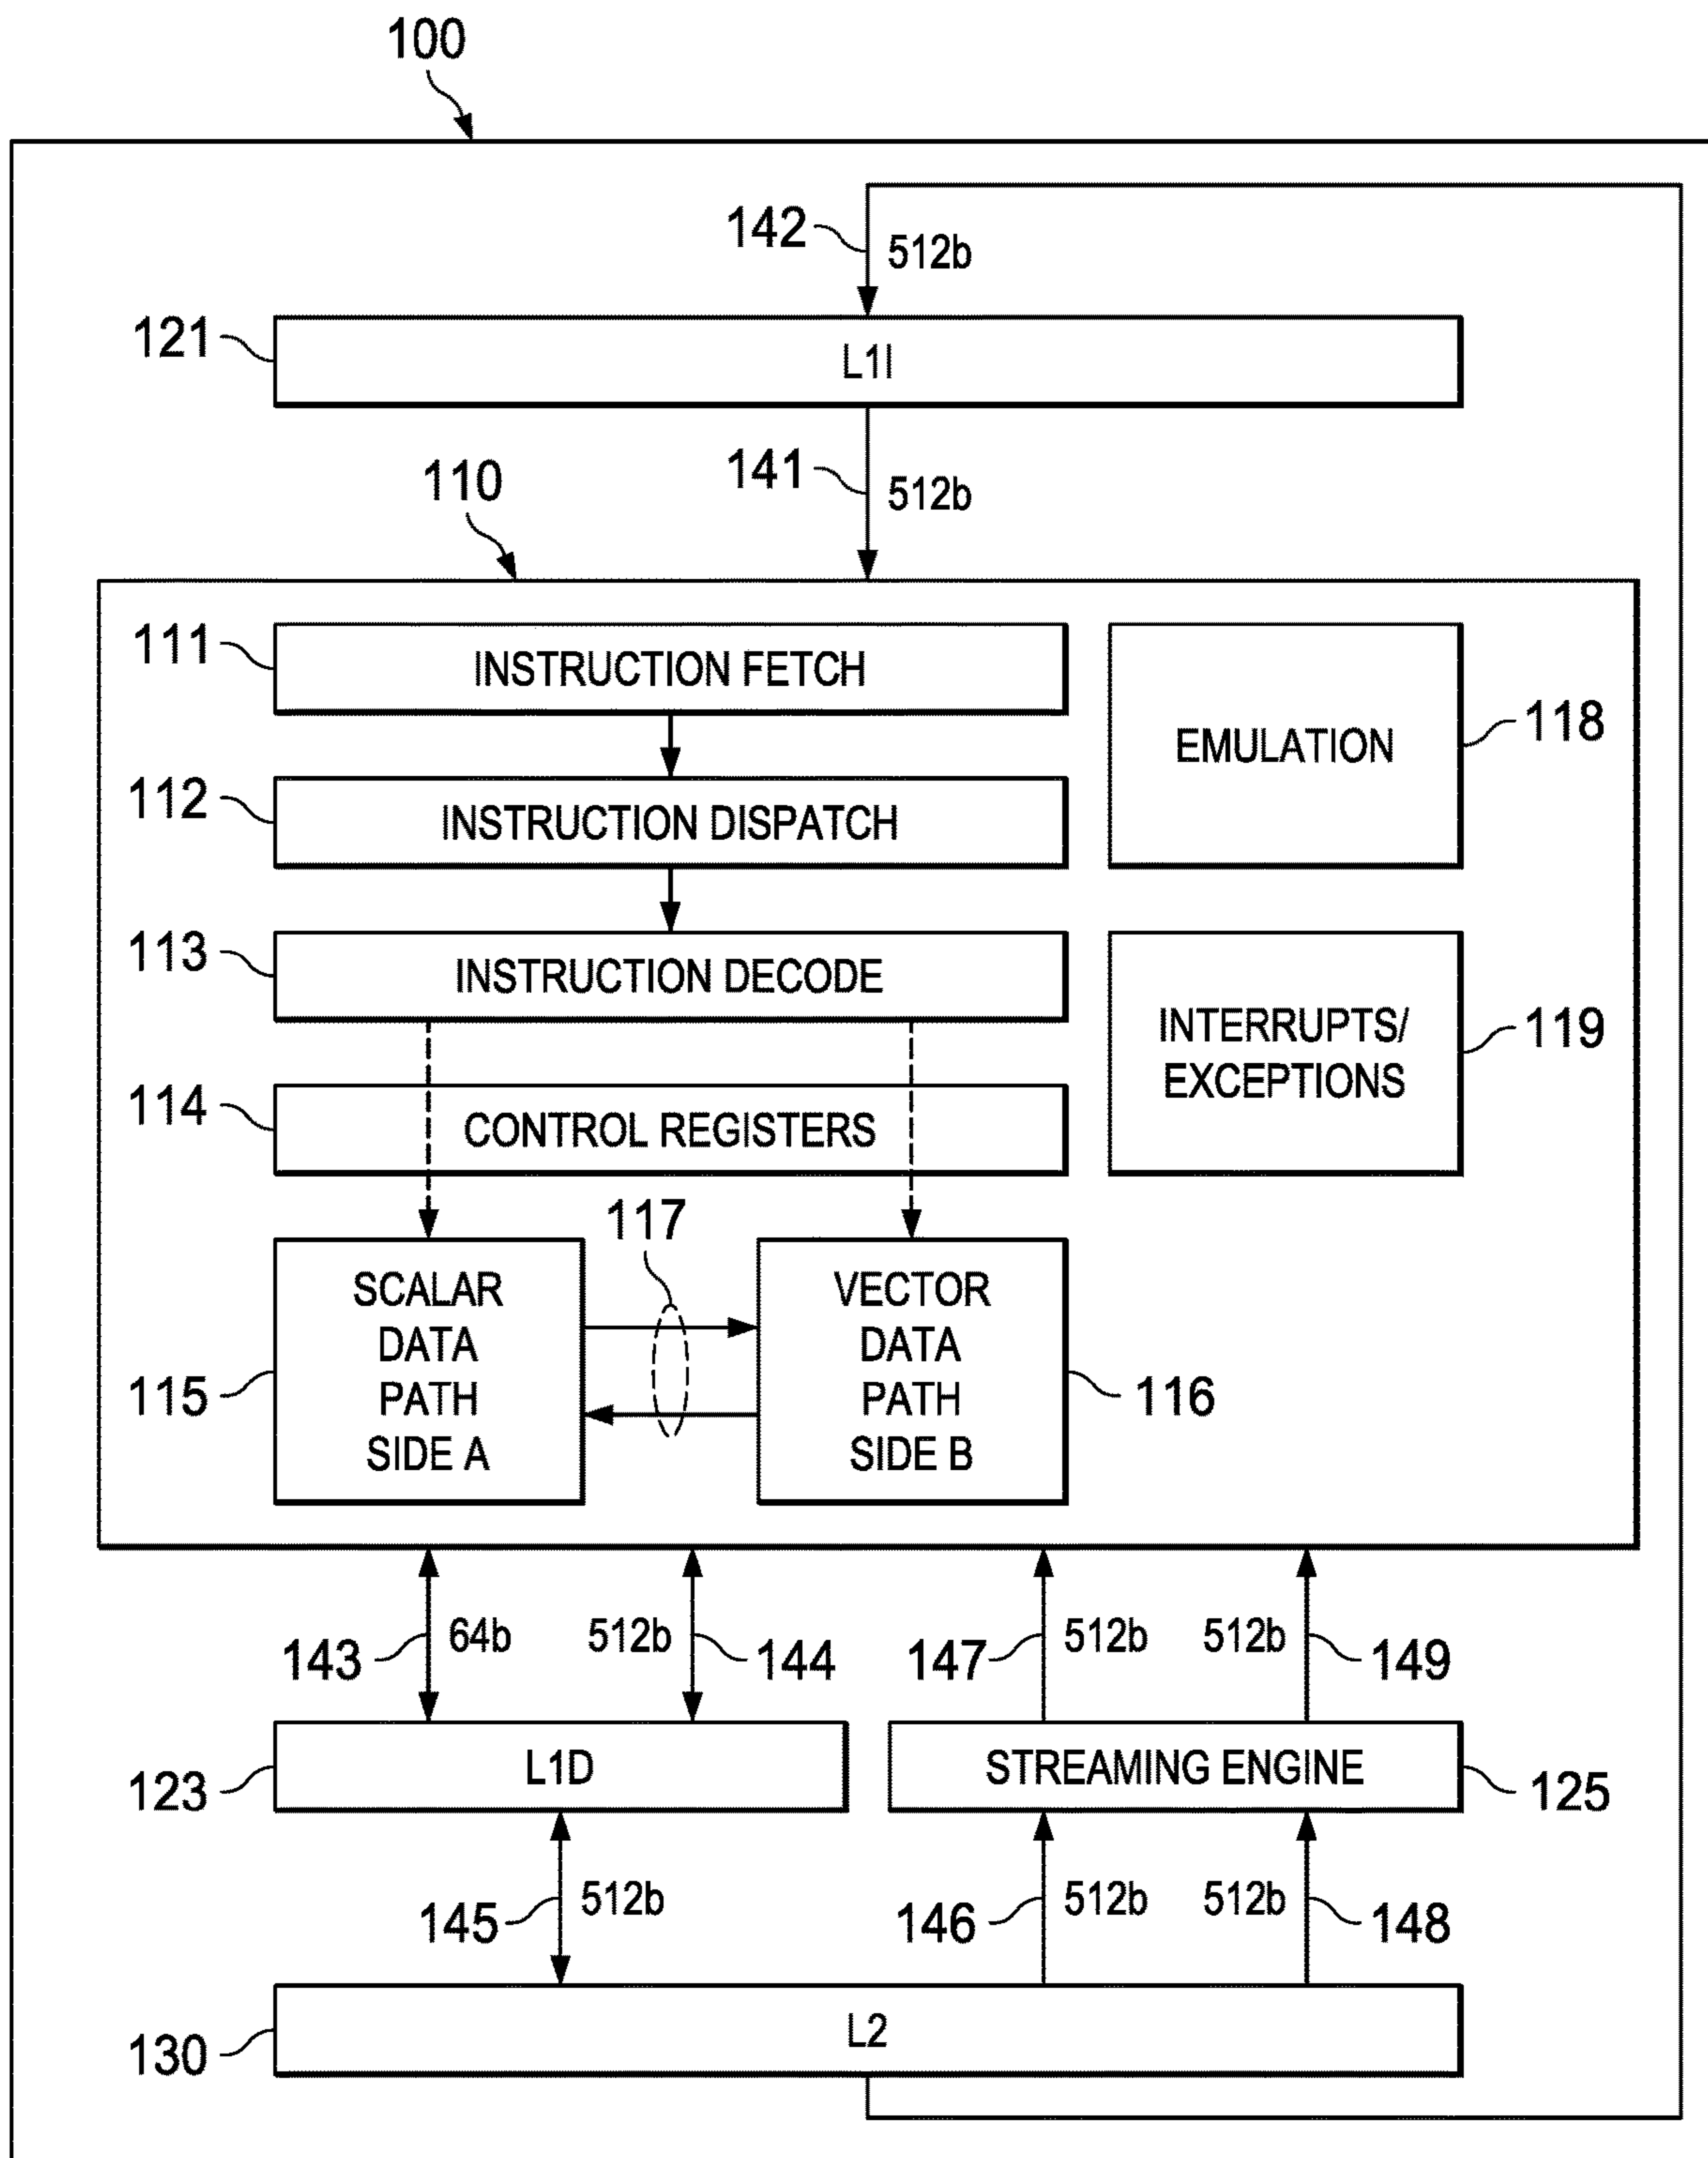 100
142
512b
121
L1I
141
512b
110
111
INSTRUCTION FETCH
EMULATION
118
112
INSTRUCTION DISPATCH
113
INSTRUCTION DECODE
INTERRUPTS/
EXCEPTIONS
119
114
CONTROL REGISTERS
117
SCALAR
DATA
PATH
SIDE A
115
VECTOR
DATA
PATH
SIDE B
116
143
64b
512b
144
147
512b
512b
149
123
L1D
STREAMING ENGINE
125
145
512b
146
512b
512b
148
130
L2